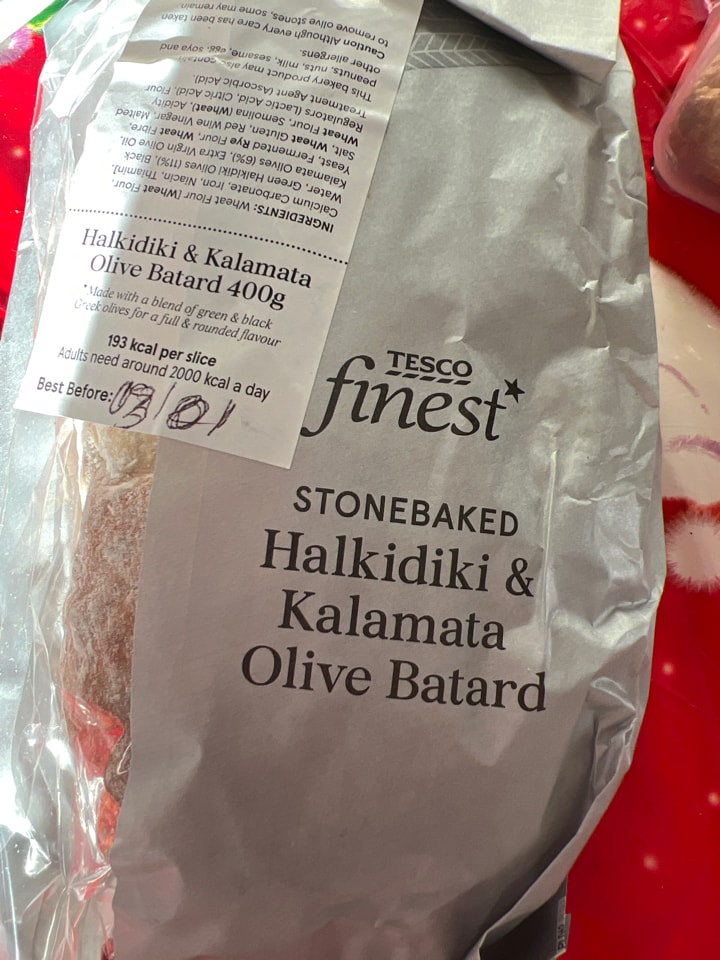 to remove olive stones, some may remain
Caution Although every care has been taken
other allergens.
peanuts, nuts, milk, sesame, egg, soya and
This bakery product may also
Treatment Agent (Ascorbic Acid).
Regulators (Lactic Acid, Citric Acid), Flour
Wheat Flour, Semolina (Wheat), Acidity
Salt, Wheat Gluten, Red Wine Vinegar, Malted
Yeast, Fermented Rye Flour, Wheat Fibre,
Kalamata Olives (6%), Extra Virgin Olive Oil,
Water, Green Halkidiki Olives (11%), Black
Calcium Carbonate, Iron, Niacin, Thiamin],
INGREDIENTS: Wheat Flour [Wheat Flour,
Halkidiki & Kalamata
Olive Batard 400g
*Made with a blend of green & black
Greek olives for a full & rounded flavour
193 kcal per slice
Adults need around 2000 kcal a day
Best Before:
TESCO
finest*
STONEBAKED
Halkidiki &
Kalamata
Olive Batard